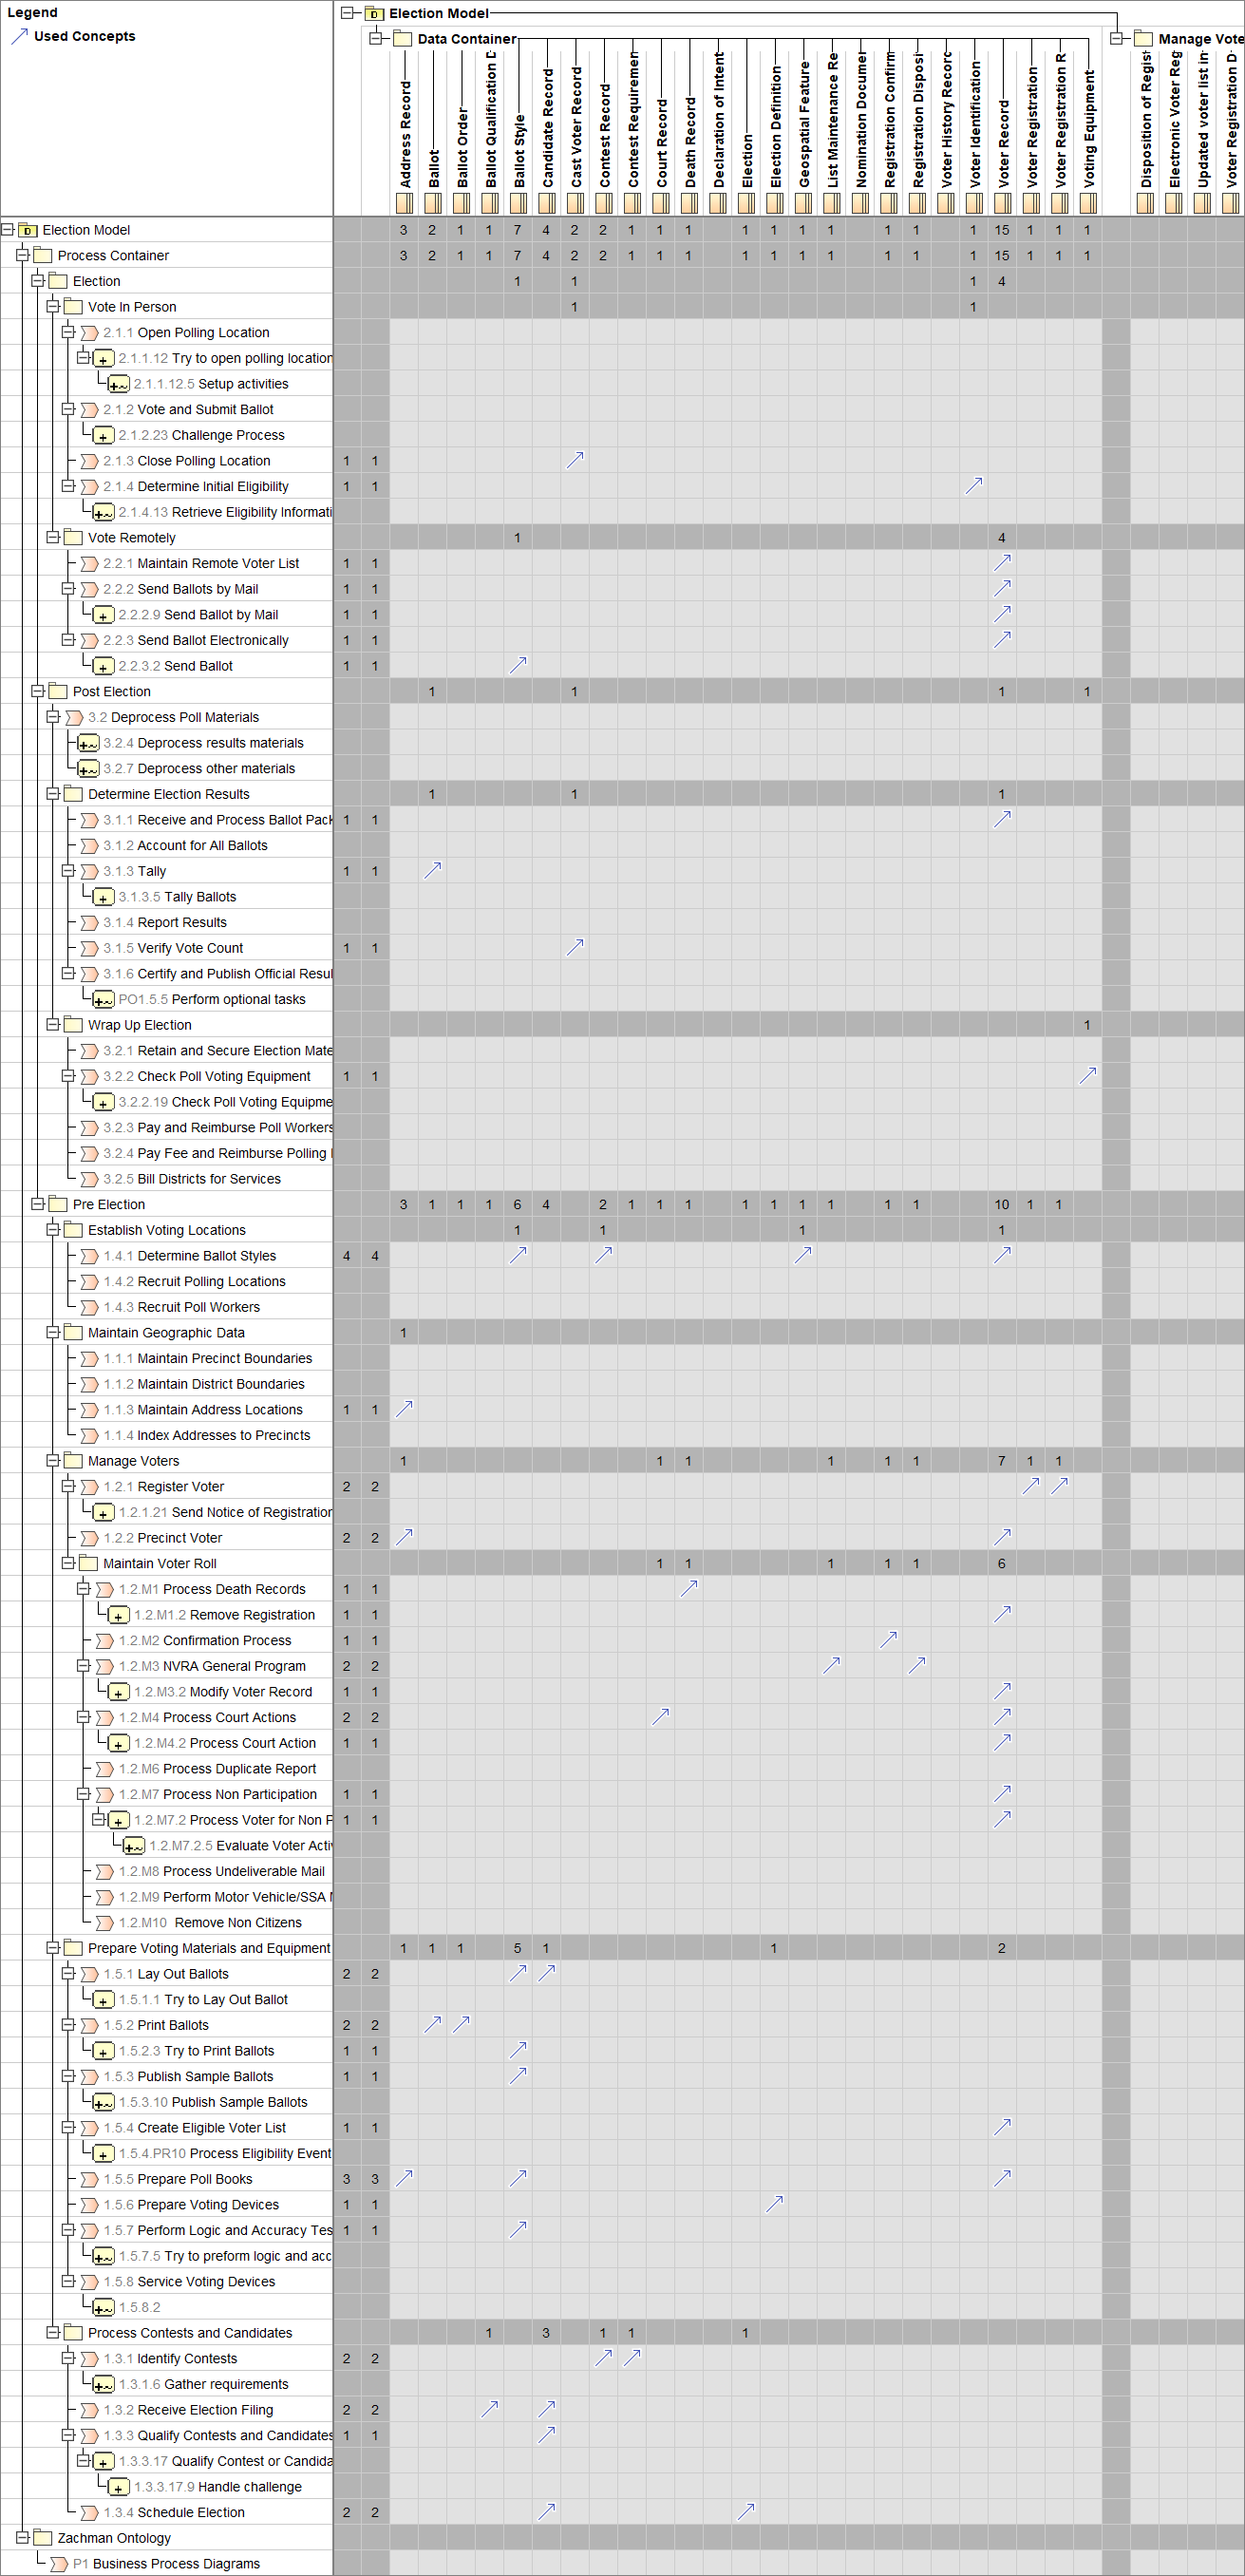 Legend
Used Concepts
Election Model
Data Container
Manage Vote
Address Record
Ballot
Ballot Order
Ballot Qualification D
Ballot Style
Candidate Record
Cast Voter Record
Contest Record
Contest Requiremen
Court Record
Death Record
Declaration of Intent
Election
Election Definition
Geospatial Feature
List Maintenance Re
Nomination Documen
Registration Confirm
Registration Disposi
Voter History Record
Voter Identification
Voter Record
Voter Registration
Voter Registration R
Voting Equipment
Disposition of Regist
Electronic Voter Reg
Updated voter list in
Voter Registration D
Election Model 3 2 1 1 7 4 2 2 1 1 1 1 1 1 1 1 1 1 15 1 1 1
Process Container 3 2 1 1 7 4 2 2 1 1 1 1 1 1 1 1 1 1 15 1 1 1
Election 1 1 1 4
Vote In Person 1 1
2.1.1 Open Polling Location
2.1.1.12 Try to open polling location
2.1.1.12.5 Setup activities
2.1.2 Vote and Submit Ballot
2.1.2.23 Challenge Process
2.1.3 Close Polling Location 1 1
2.1.4 Determine Initial Eligibility 1 1
2.1.4.13 Retrieve Eligibility Informati
Vote Remotely 1 4
2.2.1 Maintain Remote Voter List 1 1
2.2.2 Send Ballots by Mail 1 1
2.2.2.9 Send Ballot by Mail 1 1
2.2.3 Send Ballot Electronically 1 1
2.2.3.2 Send Ballot 1 1
Post Election 1 1 1 1
3.2 Deprocess Poll Materials
3.2.4 Deprocess results materials
3.2.7 Deprocess other materials
Determine Election Results 1 1 1
3.1.1 Receive and Process Ballot Pack 1 1
3.1.2 Account for All Ballots
3.1.3 Tally 1 1
3.1.3.5 Tally Ballots
3.1.4 Report Results
3.1.5 Verify Vote Count 1 1
3.1.6 Certify and Publish Official Resul
PO1.5.5 Perform optional tasks
Wrap Up Election 1
3.2.1 Retain and Secure Election Mate
3.2.2 Check Poll Voting Equipment 1 1
3.2.2.19 Check Poll Voting Equipme
3.2.3 Pay and Reimburse Poll Workers
3.2.4 Pay Fee and Reimburse Polling
3.2.5 Bill Districts for Services
Pre Election 3 1 1 1 6 4 2 1 1 1 1 1 1 1 1 1 10 1 1
Establish Voting Locations 1 1 1 1
1.4.1 Determine Ballot Styles 4 4
1.4.2 Recruit Polling Locations
1.4.3 Recruit Poll Workers
Maintain Geographic Data 1
1.1.1 Maintain Precinct Boundaries
1.1.2 Maintain District Boundaries
1.1.3 Maintain Address Locations 1 1
1.1.4 Index Addresses to Precincts
Manage Voters 1 1 1 1 1 1 7 1 1
1.2.1 Register Voter 2 2
1.2.1.21 Send Notice of Registration
1.2.2 Precinct Voter 2 2
Maintain Voter Roll 1 1 1 1 1 6
1.2.M1 Process Death Records 1 1
1.2.M1.2 Remove Registration 1 1
1.2.M2 Confirmation Process 1 1
1.2.M3 NVRA General Program 2 2
1.2.M3.2 Modify Voter Record 1 1
1.2.M4 Process Court Actions 2 2
1.2.M4.2 Process Court Action 1 1
1.2.M6 Process Duplicate Report
1.2.M7 Process Non Participation 1 1
1.2.M7.2 Process Voter for Non P 1 1
1.2.M7.2.5 Evaluate Voter Activ
1.2.M8 Process Undeliverable Mail
1.2.M9 Perform Motor Vehicle/SSA
1.2.M10 Remove Non Citizens
Prepare Voting Materials and Equipment 1 1 1 5 1 1 2
1.5.1 Lay Out Ballots 2 2
1.5.1.1 Try to Lay Out Ballot
1.5.2 Print Ballots 2 2
1.5.2.3 Try to Print Ballots 1 1
1.5.3 Publish Sample Ballots 1 1
1.5.3.10 Publish Sample Ballots
1.5.4 Create Eligible Voter List 1 1
1.5.4.PR10 Process Eligibility Event
1.5.5 Prepare Poll Books 3 3
1.5.6 Prepare Voting Devices 1 1
1.5.7 Perform Logic and Accuracy Tes 1 1
1.5.7.5 Try to preform logic and acc
1.5.8 Service Voting Devices
1.5.8.2
Process Contests and Candidates 1 3 1 1 1
1.3.1 Identify Contests 2 2
1.3.1.6 Gather requirements
1.3.2 Receive Election Filing 2 2
1.3.3 Qualify Contests and Candidates 1 1
1.3.3.17 Qualify Contest or Candida
1.3.3.17.9 Handle challenge
1.3.4 Schedule Election 2 2
Zachman Ontology
P1 Business Process Diagrams